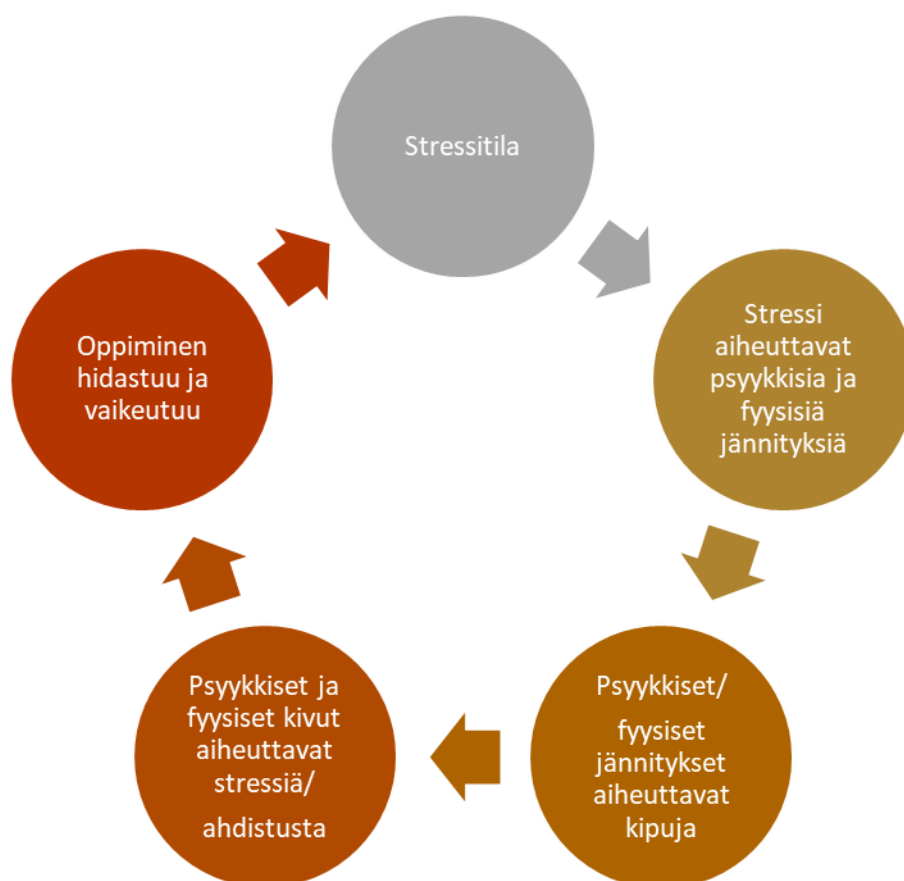 Stressitila
Stressi
aiheuttavat
psyykkisia ja
fyysisiä
jännityksiä
Psyykkiset/
fyysiset
jännitykset
aiheuttavat
kipuja
Psyykkiset ja
fyysiset kivut
aiheuttavat
stressiä/
ahdistusta
Oppiminen
hidastuu ja
vaikeutuu